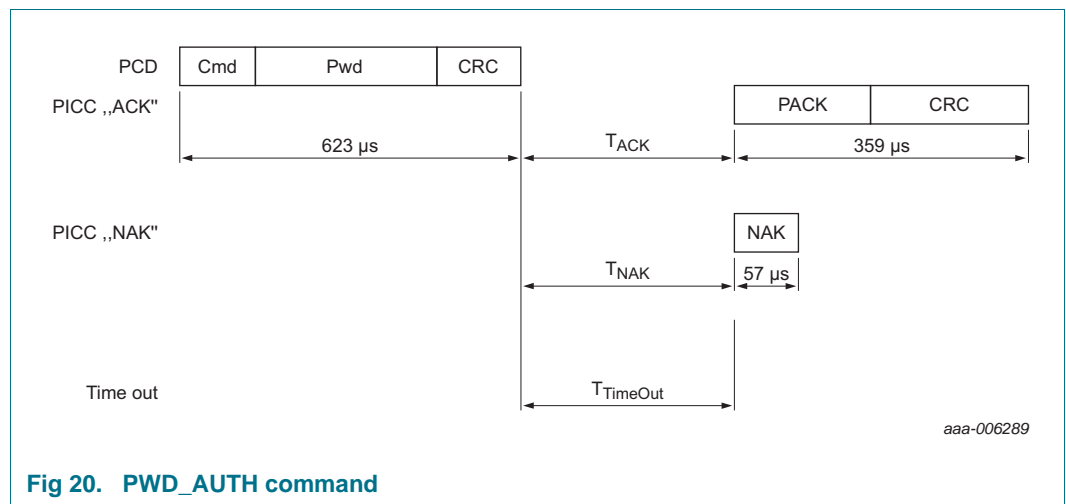 PCD Cmd Pwd CRC
PICC ,,ACK" PACK CRC
623 μs TACK 359 μs
PICC ,,NAK" NAK
TNAK 57 μs
Time out TTimeOut
aaa-006289
Fig 20. PWD_AUTH command